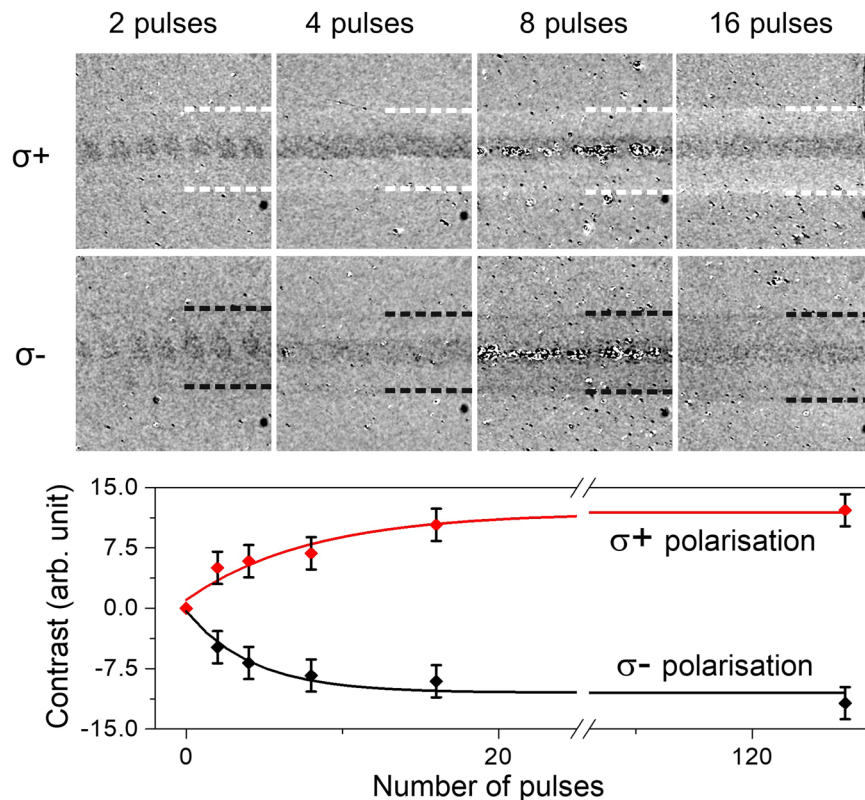 2 pulses 4 pulses 8 pulses 16 pulses
σ+
σ-
15.0
7.5
0.0
-7.5
-15.0
Contrast (arb. unit)
σ+ polarisation
σ- polarisation
0 20 120
Number of pulses